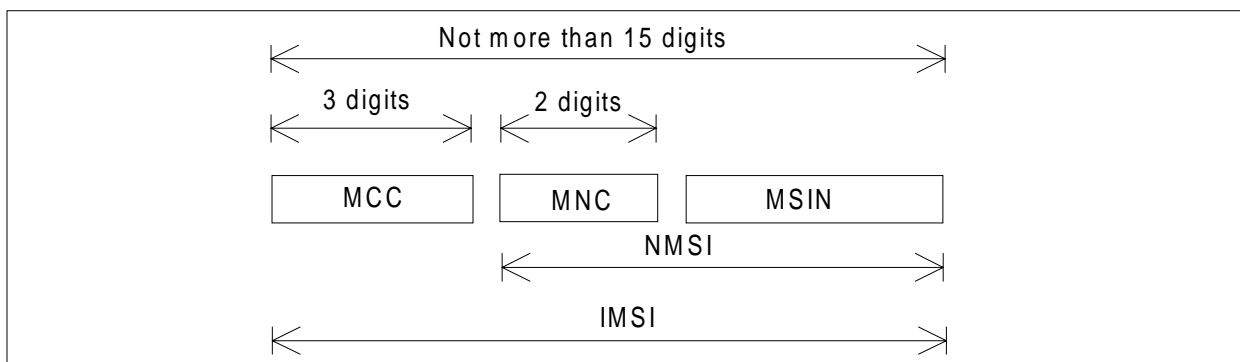 Not more than 15 digits
3 digits
2 digits
MCC
MNC
MSIN
NMSI
IMSI